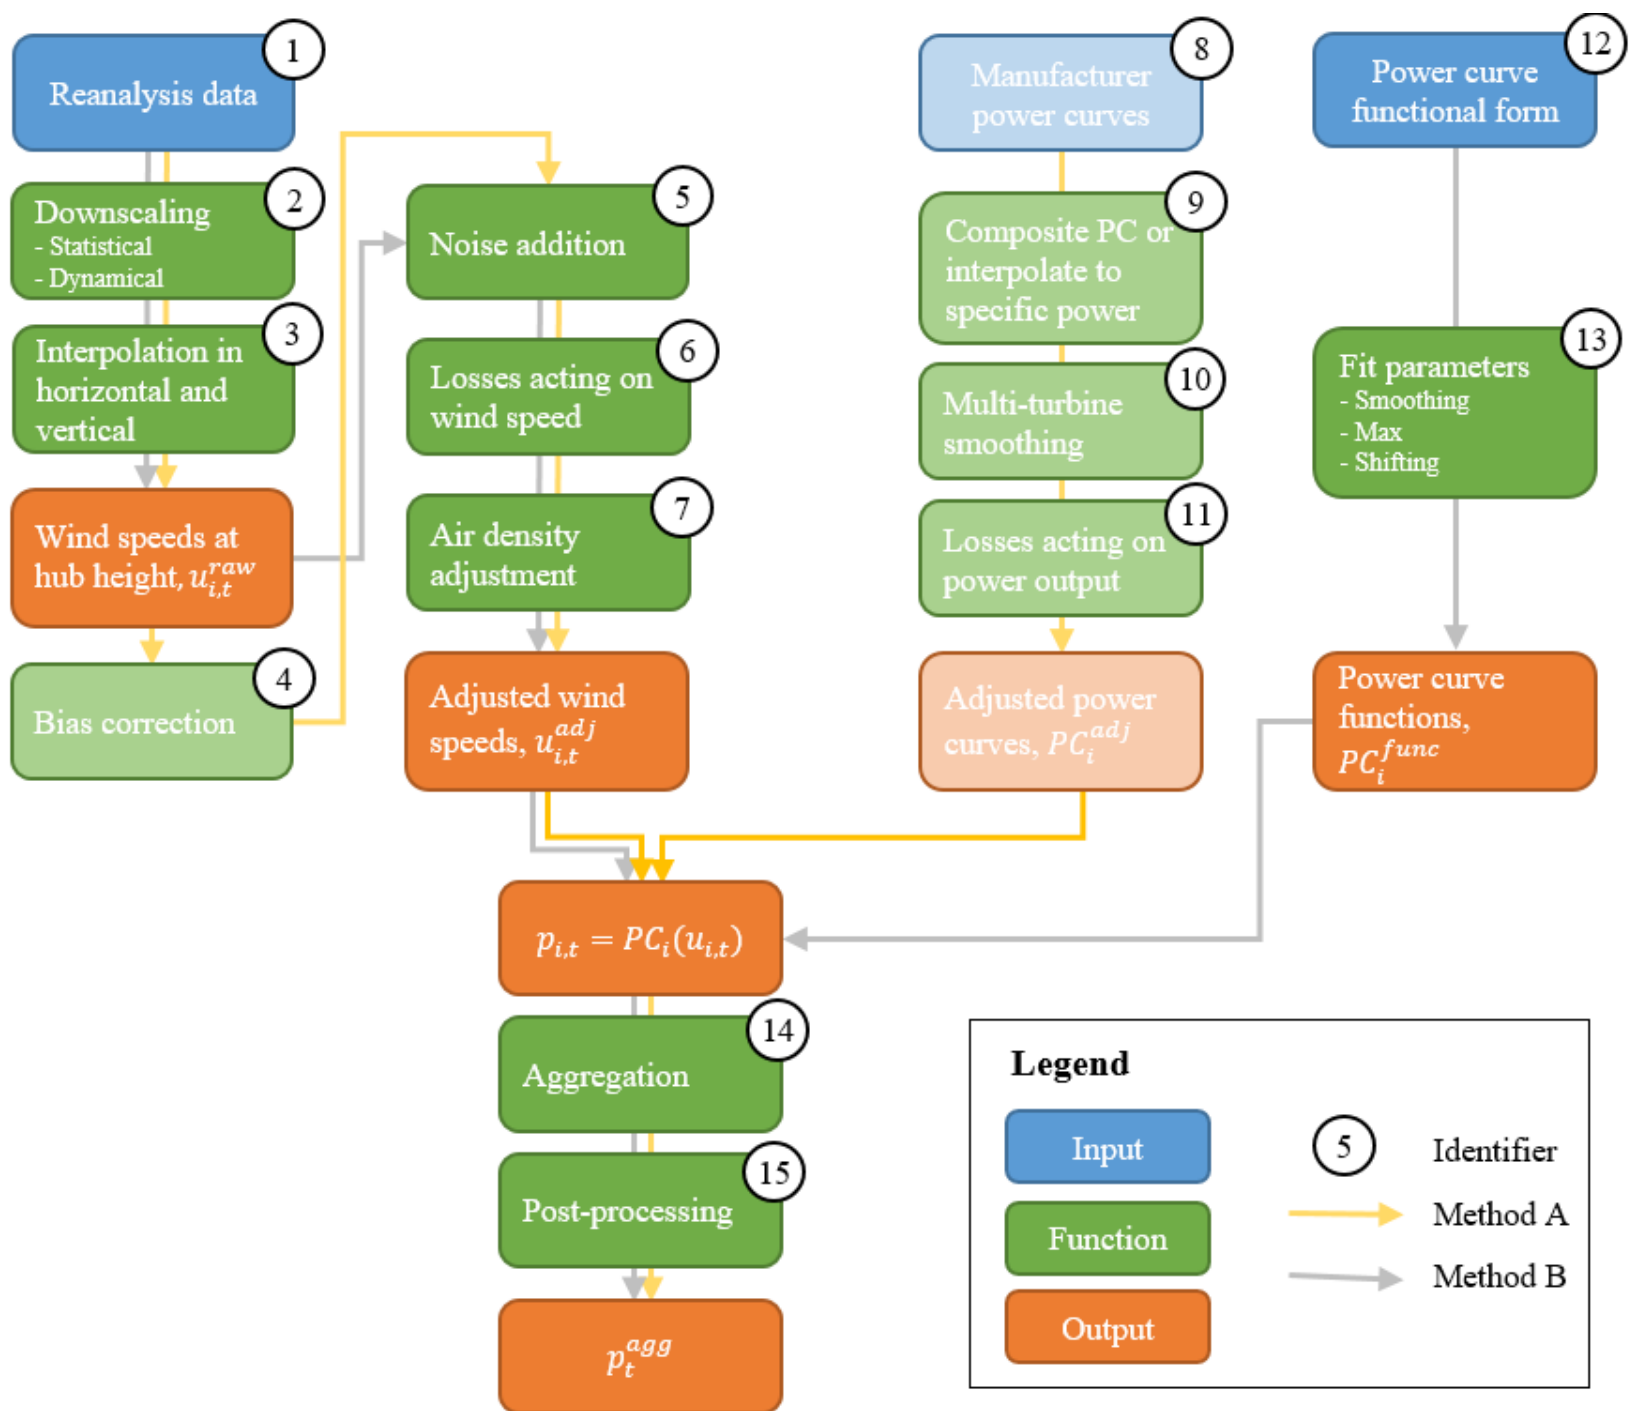 1
Reanalysis data
2
Downscaling
- Statistical
- Dynamical
3
Interpolation in
horizontal and
vertical
Wind speeds at
hub height, $u_{i,t}^{raw}$
4
Bias correction
5
Noise addition
6
Losses acting on
wind speed
7
Air density
adjustment
Adjusted wind
speeds, $u_{i,t}^{adj}$
8
Manufacturer
power curves
9
Composite PC or
interpolate to
specific power
10
Multi-turbine
smoothing
11
Losses acting on
power output
Adjusted power
curves, $PC_i^{adj}$
12
Power curve
functional form
13
Fit parameters
- Smoothing
- Max
- Shifting
Power curve
functions,
$PC_i^{func}$
$p_{i,t} = PC_i(u_{i,t})$
14
Aggregation
15
Post-processing
$p_t^{agg}$
Legend
Input
Function
Output
5 Identifier
Method A
Method B